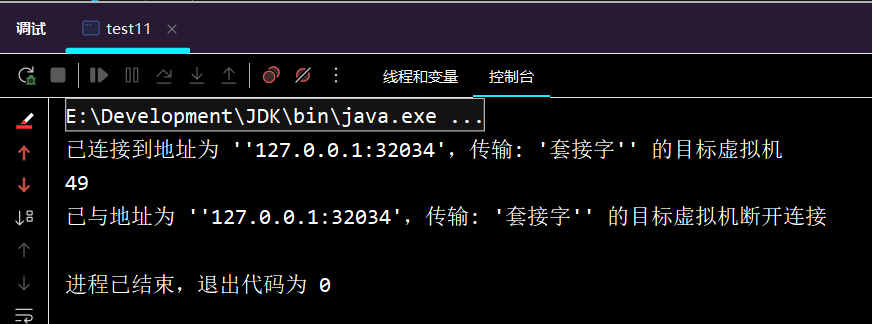 调试 test11
线程和变量 控制台
E:\Development\JDK\bin\java.exe ...
已连接到地址为 ''127.0.0.1:32034'，传输: '套接字'' 的目标虚拟机
49
已与地址为 ''127.0.0.1:32034'，传输: '套接字'' 的目标虚拟机断开连接
进程已结束，退出代码为 0